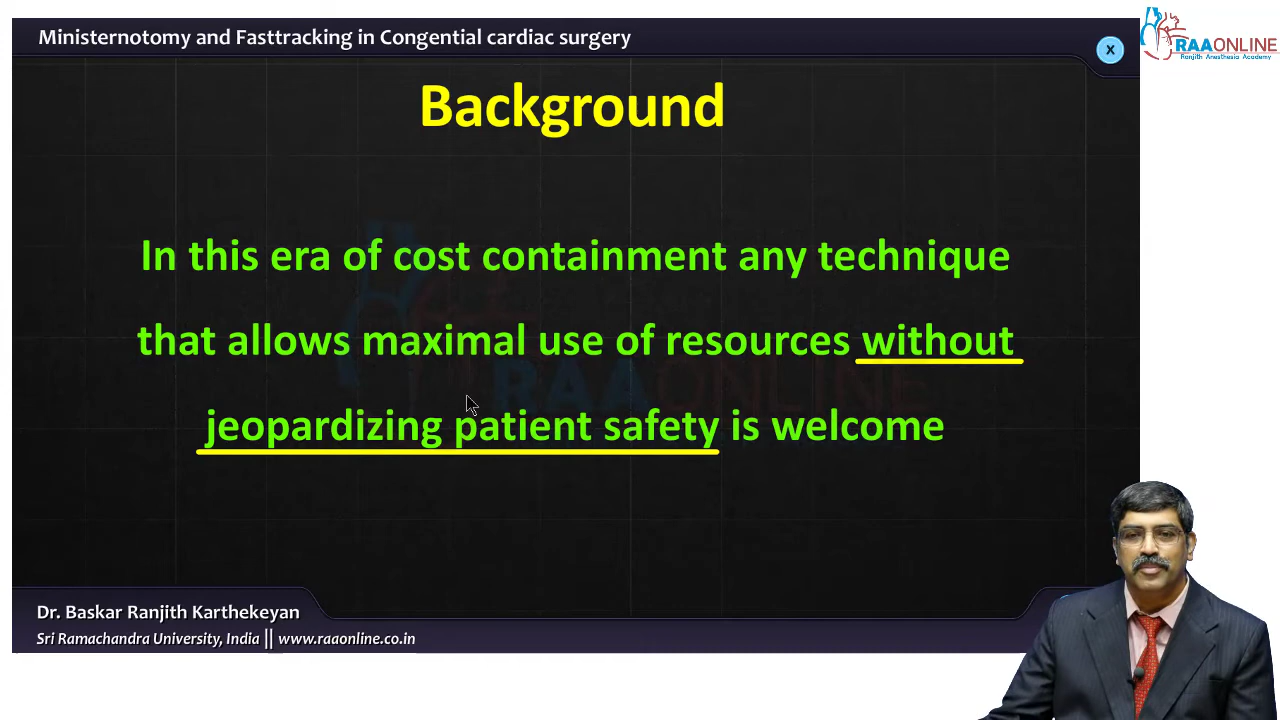 Ministernotomy and Fasttracking in Congential cardiac surgery
X
RAAONLINE
Ranjith Anesthesia Academy
Background
In this era of cost containment any technique
that allows maximal use of resources without
jeopardizing patient safety is welcome
RAAONLINE
Dr. Baskar Ranjith Karthekeyan
Sri Ramachandra University, India || www.raaonline.co.in